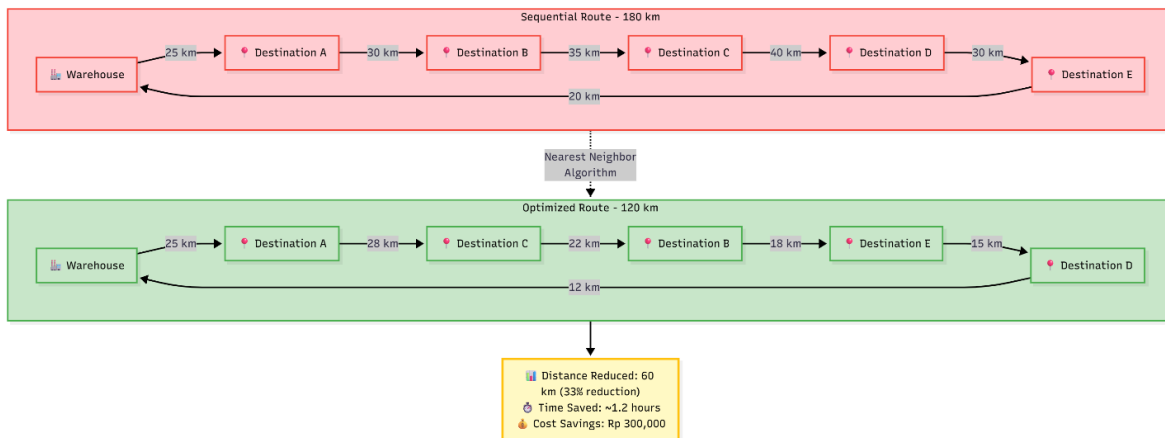 Sequential Route - 180 km
25 km
30 km
35 km
40 km
30 km
Warehouse
Destination A
Destination B
Destination C
Destination D
Destination E
20 km
Nearest Neighbor
Algorithm
Optimized Route - 120 km
25 km
28 km
22 km
18 km
15 km
Warehouse
Destination A
Destination C
Destination B
Destination E
Destination D
12 km
Distance Reduced: 60
km (33% reduction)
Time Saved: ~1.2 hours
Cost Savings: Rp 300,000